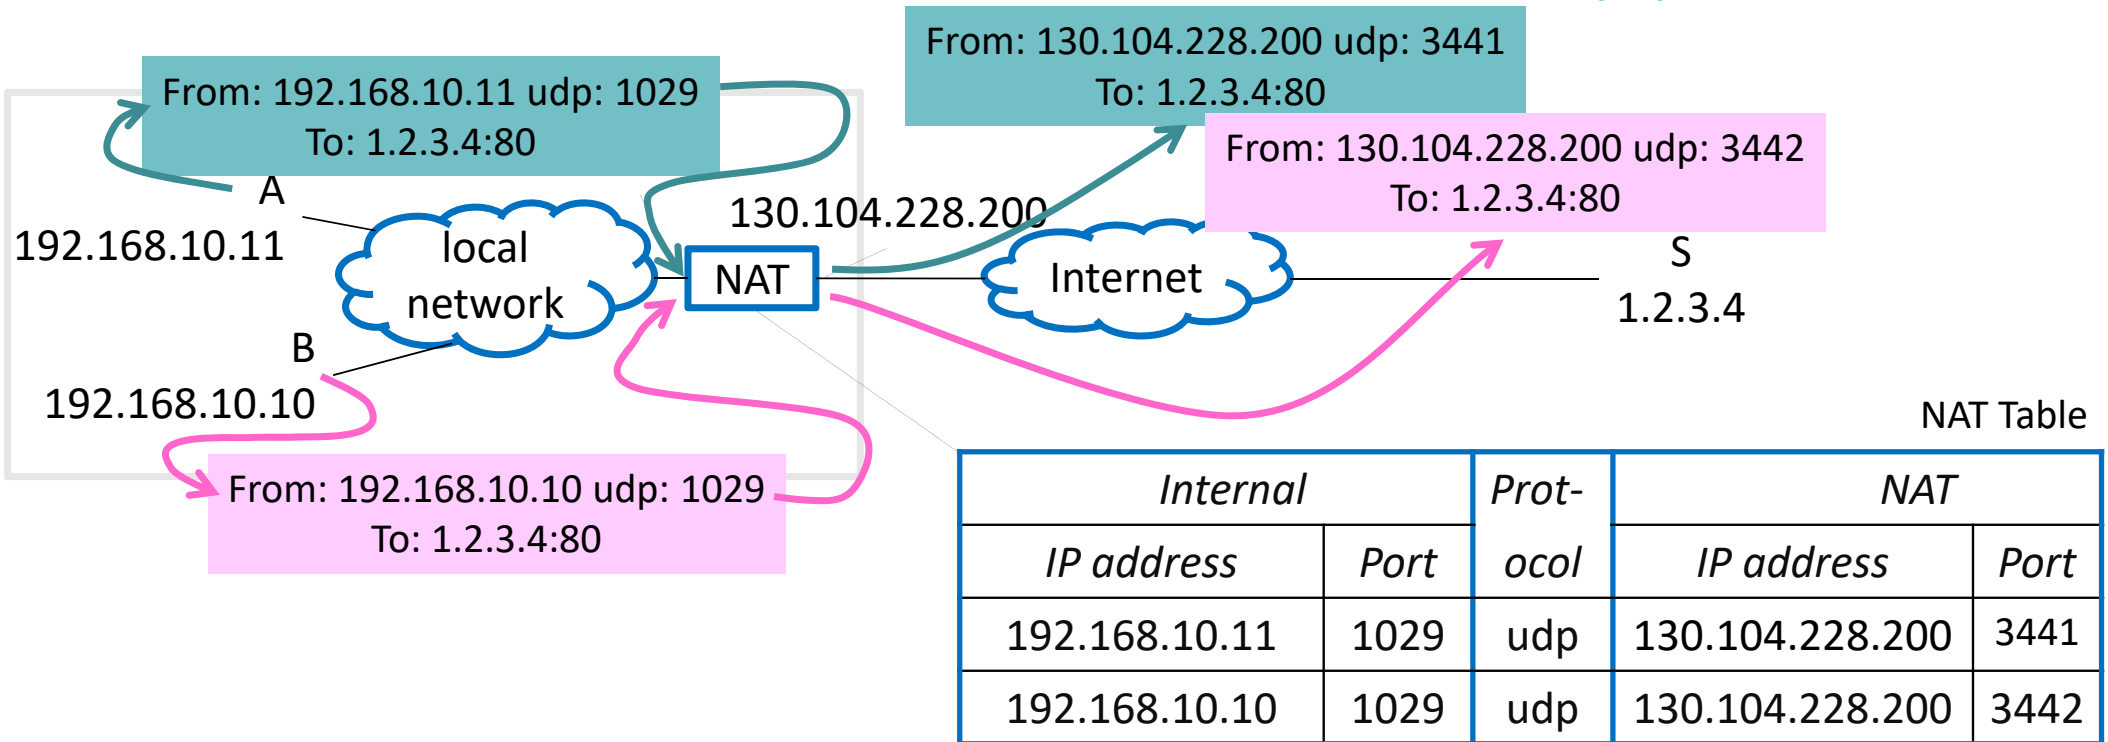 From: 130.104.228.200 udp: 3441
To: 1.2.3.4:80
From: 192.168.10.11 udp: 1029
To: 1.2.3.4:80
From: 130.104.228.200 udp: 3442
To: 1.2.3.4:80
A
192.168.10.11
130.104.228.200
local
network
NAT
Internet
S
1.2.3.4
B
192.168.10.10
From: 192.168.10.10 udp: 1029
To: 1.2.3.4:80
NAT Table
Internal Prot- NAT
IP address Port ocol IP address Port
192.168.10.11 1029 udp 130.104.228.200 3441
192.168.10.10 1029 udp 130.104.228.200 3442